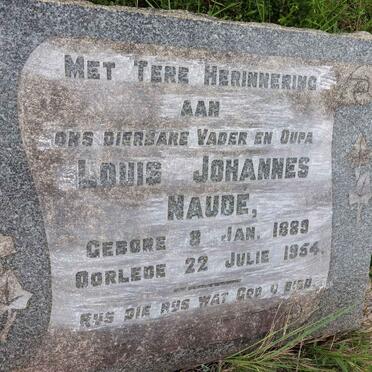 MET TERE HERINNERING
AAN
ONS DIERBARE VADER EN OUPA
LOUIS JOHANNES
NAUDÉ,
GEBORE 8 JAN. 1889
OORLEDE 22 JULIE 1954.
RUS DIE RUS WAT GOD U BIED